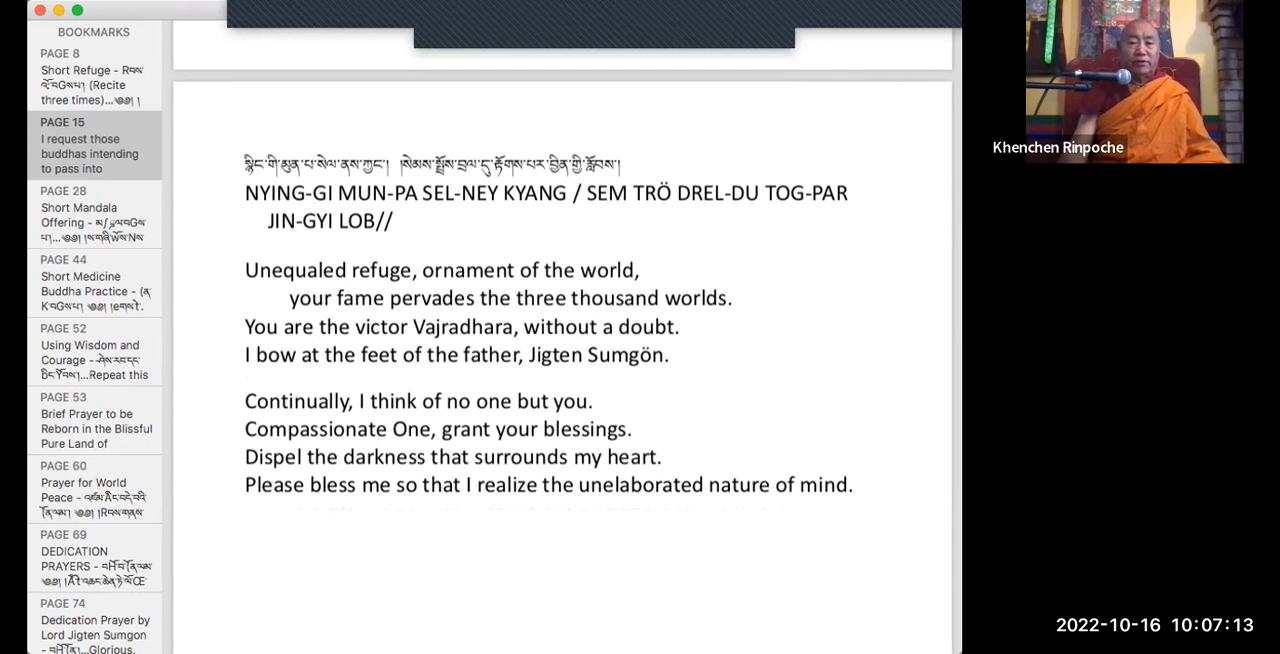 BOOKMARKS
PAGE 8
Short Refuge -
(Recite
three times)...༄༅། །
PAGE 15
I request those
buddhas intending
to pass into
PAGE 28
Short Mandala
Offering -
PAGE 44
Short Medicine
Buddha Practice -
PAGE 52
Using Wisdom and
Courage - ཤེས་རབ་དང་
...Repeat this
PAGE 53
Brief Prayer to be
Reborn in the Blissful
Pure Land of
PAGE 60
Prayer for World
Peace -
PAGE 69
DEDICATION
PRAYERS -
PAGE 74
Dedication Prayer by
Lord Jigten Sumgon
...Glorious,
སྙིང་གི་མུན་པ་སེལ་ནས་ཀྱང་། །སེམས་སྤྲོས་བྲལ་དུ་རྟོགས་པར་བྱིན་གྱི་རློབས། །
NYING-GI MUN-PA SEL-NEY KYANG / SEM TRÖ DREL-DU TOG-PAR
JIN-GYI LOB//
Unequaled refuge, ornament of the world,
your fame pervades the three thousand worlds.
You are the victor Vajradhara, without a doubt.
I bow at the feet of the father, Jigten Sumgön.
Continually, I think of no one but you.
Compassionate One, grant your blessings.
Dispel the darkness that surrounds my heart.
Please bless me so that I realize the unelaborated nature of mind.
Khenchen Rinpoche
2022-10-16 10:07:13